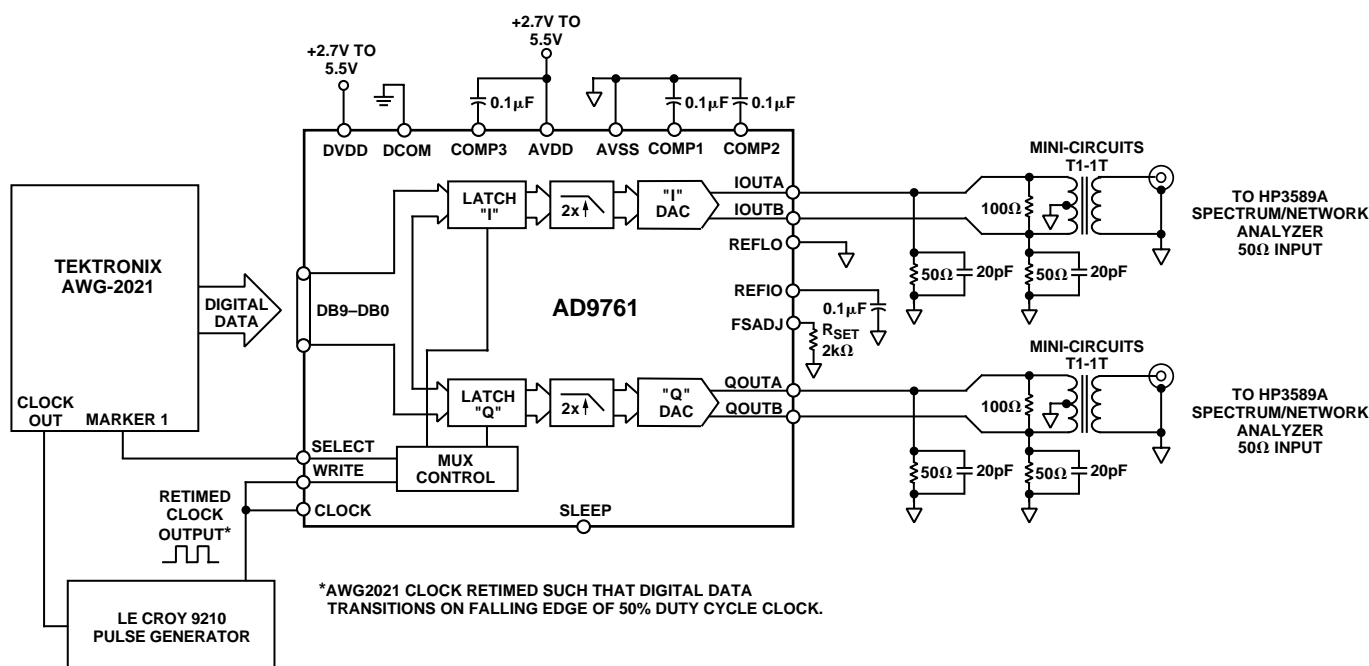 +2.7V TO
5.5V
+2.7V TO
5.5V
0.1µF
0.1µF
0.1µF
DVDD
DCOM
COMP3
AVDD
AVSS
COMP1
COMP2
TEKTRONIX
AWG-2021
CLOCK
OUT
MARKER 1
DIGITAL
DATA
DB9–DB0
LATCH
"I"
2x
"I"
DAC
AD9761
LATCH
"Q"
2x
"Q"
DAC
MUX
CONTROL
SELECT
WRITE
CLOCK
SLEEP
IOUTA
IOUTB
REFLO
REFIO
FSADJ
QOUTA
QOUTB
0.1µF
RSET
2kΩ
MINI-CIRCUITS
T1-1T
100Ω
50Ω
20pF
50Ω
20pF
TO HP3589A
SPECTRUM/NETWORK
ANALYZER
50Ω INPUT
MINI-CIRCUITS
T1-1T
100Ω
50Ω
20pF
50Ω
20pF
TO HP3589A
SPECTRUM/NETWORK
ANALYZER
50Ω INPUT
RETIMED
CLOCK
OUTPUT*
LE CROY 9210
PULSE GENERATOR
*AWG2021 CLOCK RETIMED SUCH THAT DIGITAL DATA
TRANSITIONS ON FALLING EDGE OF 50% DUTY CYCLE CLOCK.